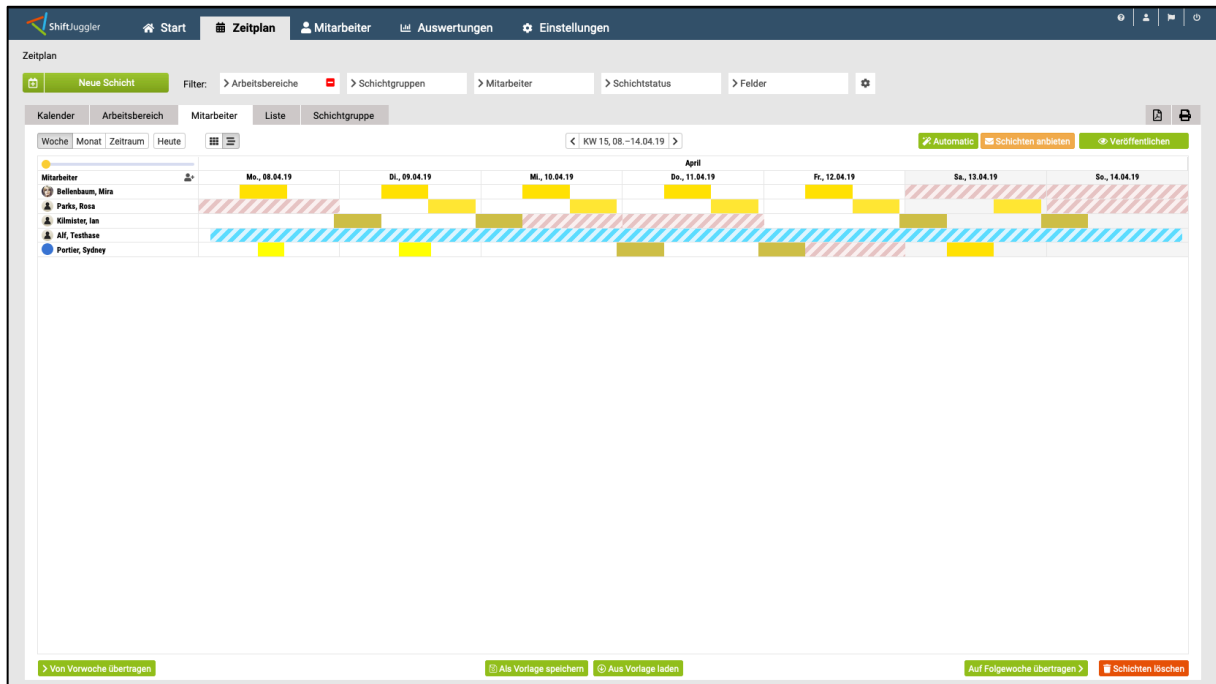 ShiftJuggler Start Zeitplan Mitarbeiter Auswertungen Einstellungen
Zeitplan
Neue Schicht Filter: Arbeitsbereiche Schichtgruppen Mitarbeiter Schichtstatus Felder
Kalender Arbeitsbereich Mitarbeiter Liste Schichtgruppe
Woche Monat Zeitraum Heute KW 15, 08.–14.04.19 Automatic Schichten anbieten Veröffentlichen
April
Mitarbeiter Mo., 08.04.19 Di., 09.04.19 Mi., 10.04.19 Do., 11.04.19 Fr., 12.04.19 Sa., 13.04.19 So., 14.04.19
Bellenbaum, Mira
Parks, Rosa
Kilmister, Ian
Alf, Testhase
Portier, Sydney
Von Vorwoche übertragen Als Vorlage speichern Aus Vorlage laden Auf Folgewoche übertragen Schichten löschen